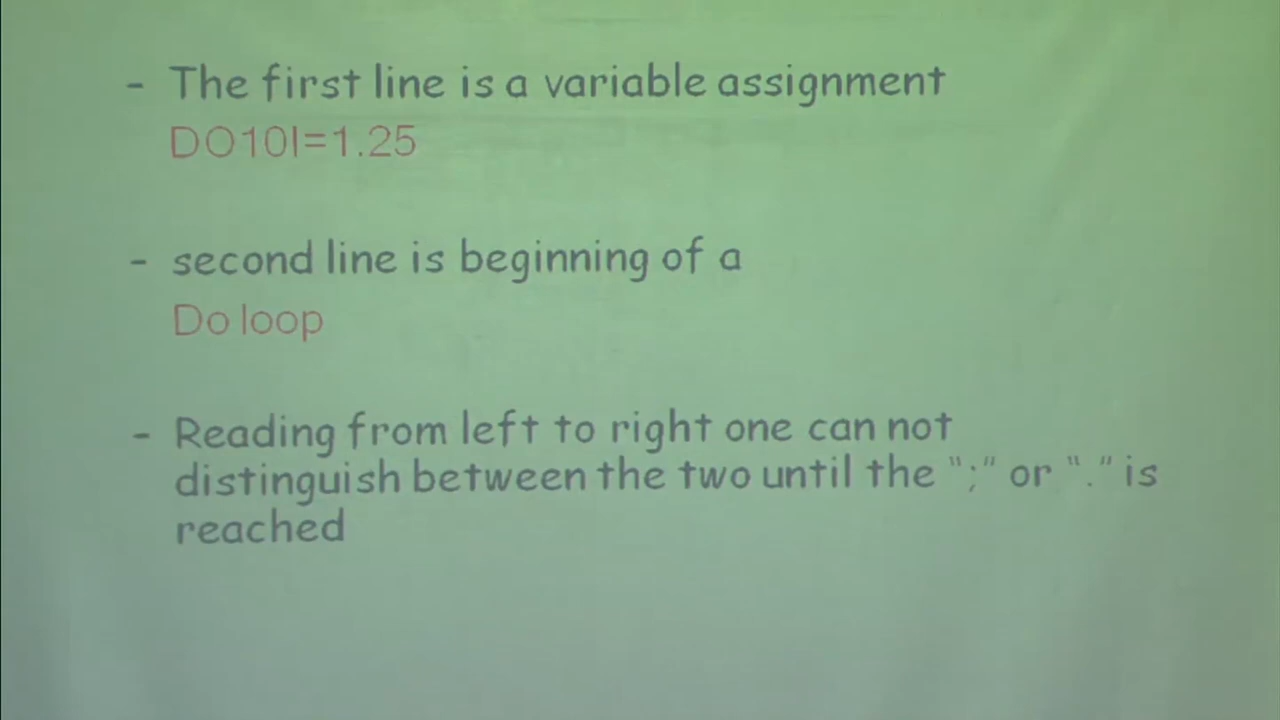 - The first line is a variable assignment
DO10I=1.25
- second line is beginning of a
Do loop
- Reading from left to right one can not
distinguish between the two until the ";" or "." is
reached